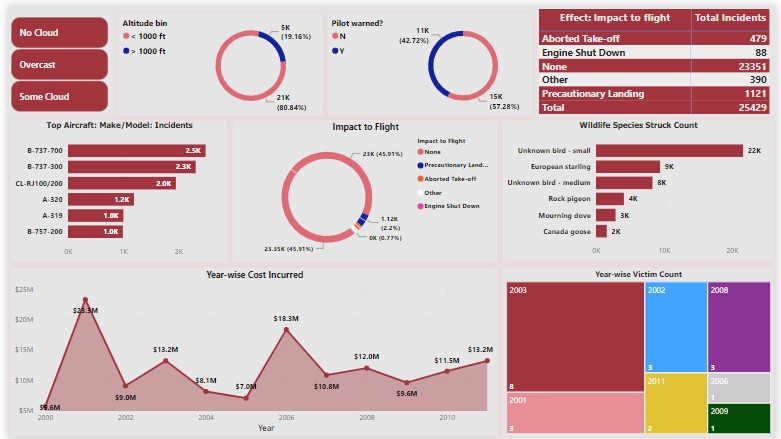 No Cloud
Overcast
Some Cloud
Altitude bin
< 1000 ft
> 1000 ft
5K
(19.16%)
21K
(80.84%)
Pilot warned?
N
Y
11K
(42.72%)
15K
(57.28%)
Effect: Impact to flight Total Incidents
Aborted Take-off 479
Engine Shut Down 88
None 23351
Other 390
Precautionary Landing 1121
Total 25429
Top Aircraft: Make/Model: Incidents
B-737-700 2.5K
B-737-300 2.3K
CL-RJ100/200 2.0K
A-320 1.2K
A-319 1.0K
B-757-200 1.0K
0K 1K 2K
Impact to Flight
23K (45.91%)
1.12K
(2.2%)
0K (0.77%)
23.35K (45.91%)
Impact to Flight
None
Precautionary Land...
Aborted Take-off
Other
Engine Shut Down
Wildlife Species Struck Count
Unknown bird - small 22K
European starling 9K
Unknown bird - medium 8K
Rock pigeon 4K
Mourning dove 3K
Canada goose 2K
0K 10K 20K
Year-wise Cost Incurred
$25M
$20M
$15M
$10M
$5M
$5.6M
$23.3M
$9.0M
$13.2M
$8.1M
$7.0M
$18.3M
$10.8M
$12.0M
$9.6M
$11.5M
$13.2M
2000 2002 2004 2006 2008 2010
Year
Year-wise Victim Count
2003
8
2001
3
2002
3
2008
3
2011
2
2006
1
2009
1